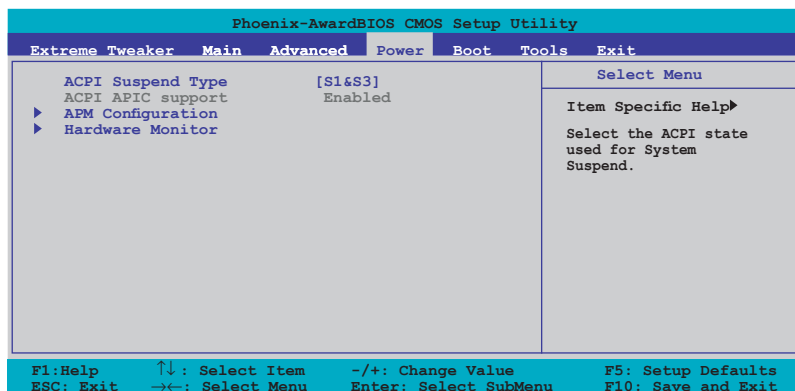 Phoenix-AwardBIOS CMOS Setup Utility
Extreme Tweaker Main Advanced Power Boot Tools Exit
ACPI Suspend Type [S1&S3]
ACPI APIC support Enabled
APM Configuration
Hardware Monitor
Select Menu
Item Specific Help
Select the ACPI state
used for System
Suspend.
F1:Help ↑↓: Select Item -/+: Change Value F5: Setup Defaults
ESC: Exit →←: Select Menu Enter: Select SubMenu F10: Save and Exit